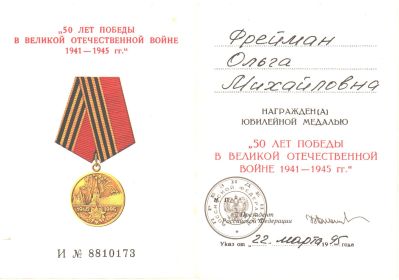 „50 ЛЕТ ПОБЕДЫ
В ВЕЛИКОЙ ОТЕЧЕСТВЕННОЙ ВОЙНЕ
1941—1945 гг."
И № 8810173
Фрейман
Ольга
Михайловна
НАГРАЖДЕН(А)
ЮБИЛЕЙНОЙ МЕДАЛЬЮ
„50 ЛЕТ ПОБЕДЫ
В ВЕЛИКОЙ ОТЕЧЕСТВЕННОЙ
ВОЙНЕ 1941—1945 гг."
Президент
Российской Федерации
Указ от „22 марта 1995 года